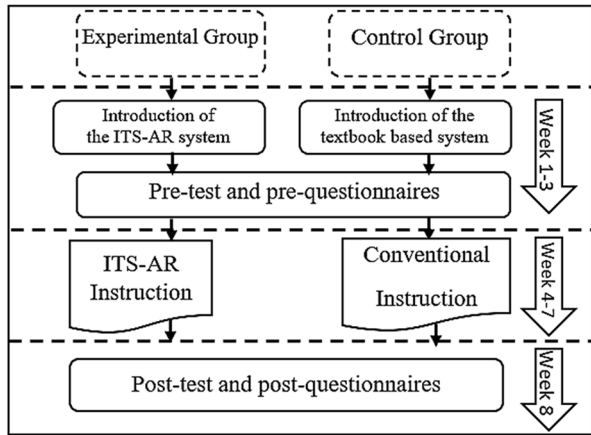 Experimental Group
Control Group
Introduction of
the ITS-AR system
Introduction of the
textbook based system
Pre-test and pre-questionnaires
Week 1-3
ITS-AR
Instruction
Conventional
Instruction
Week 4-7
Post-test and post-questionnaires
Week 8